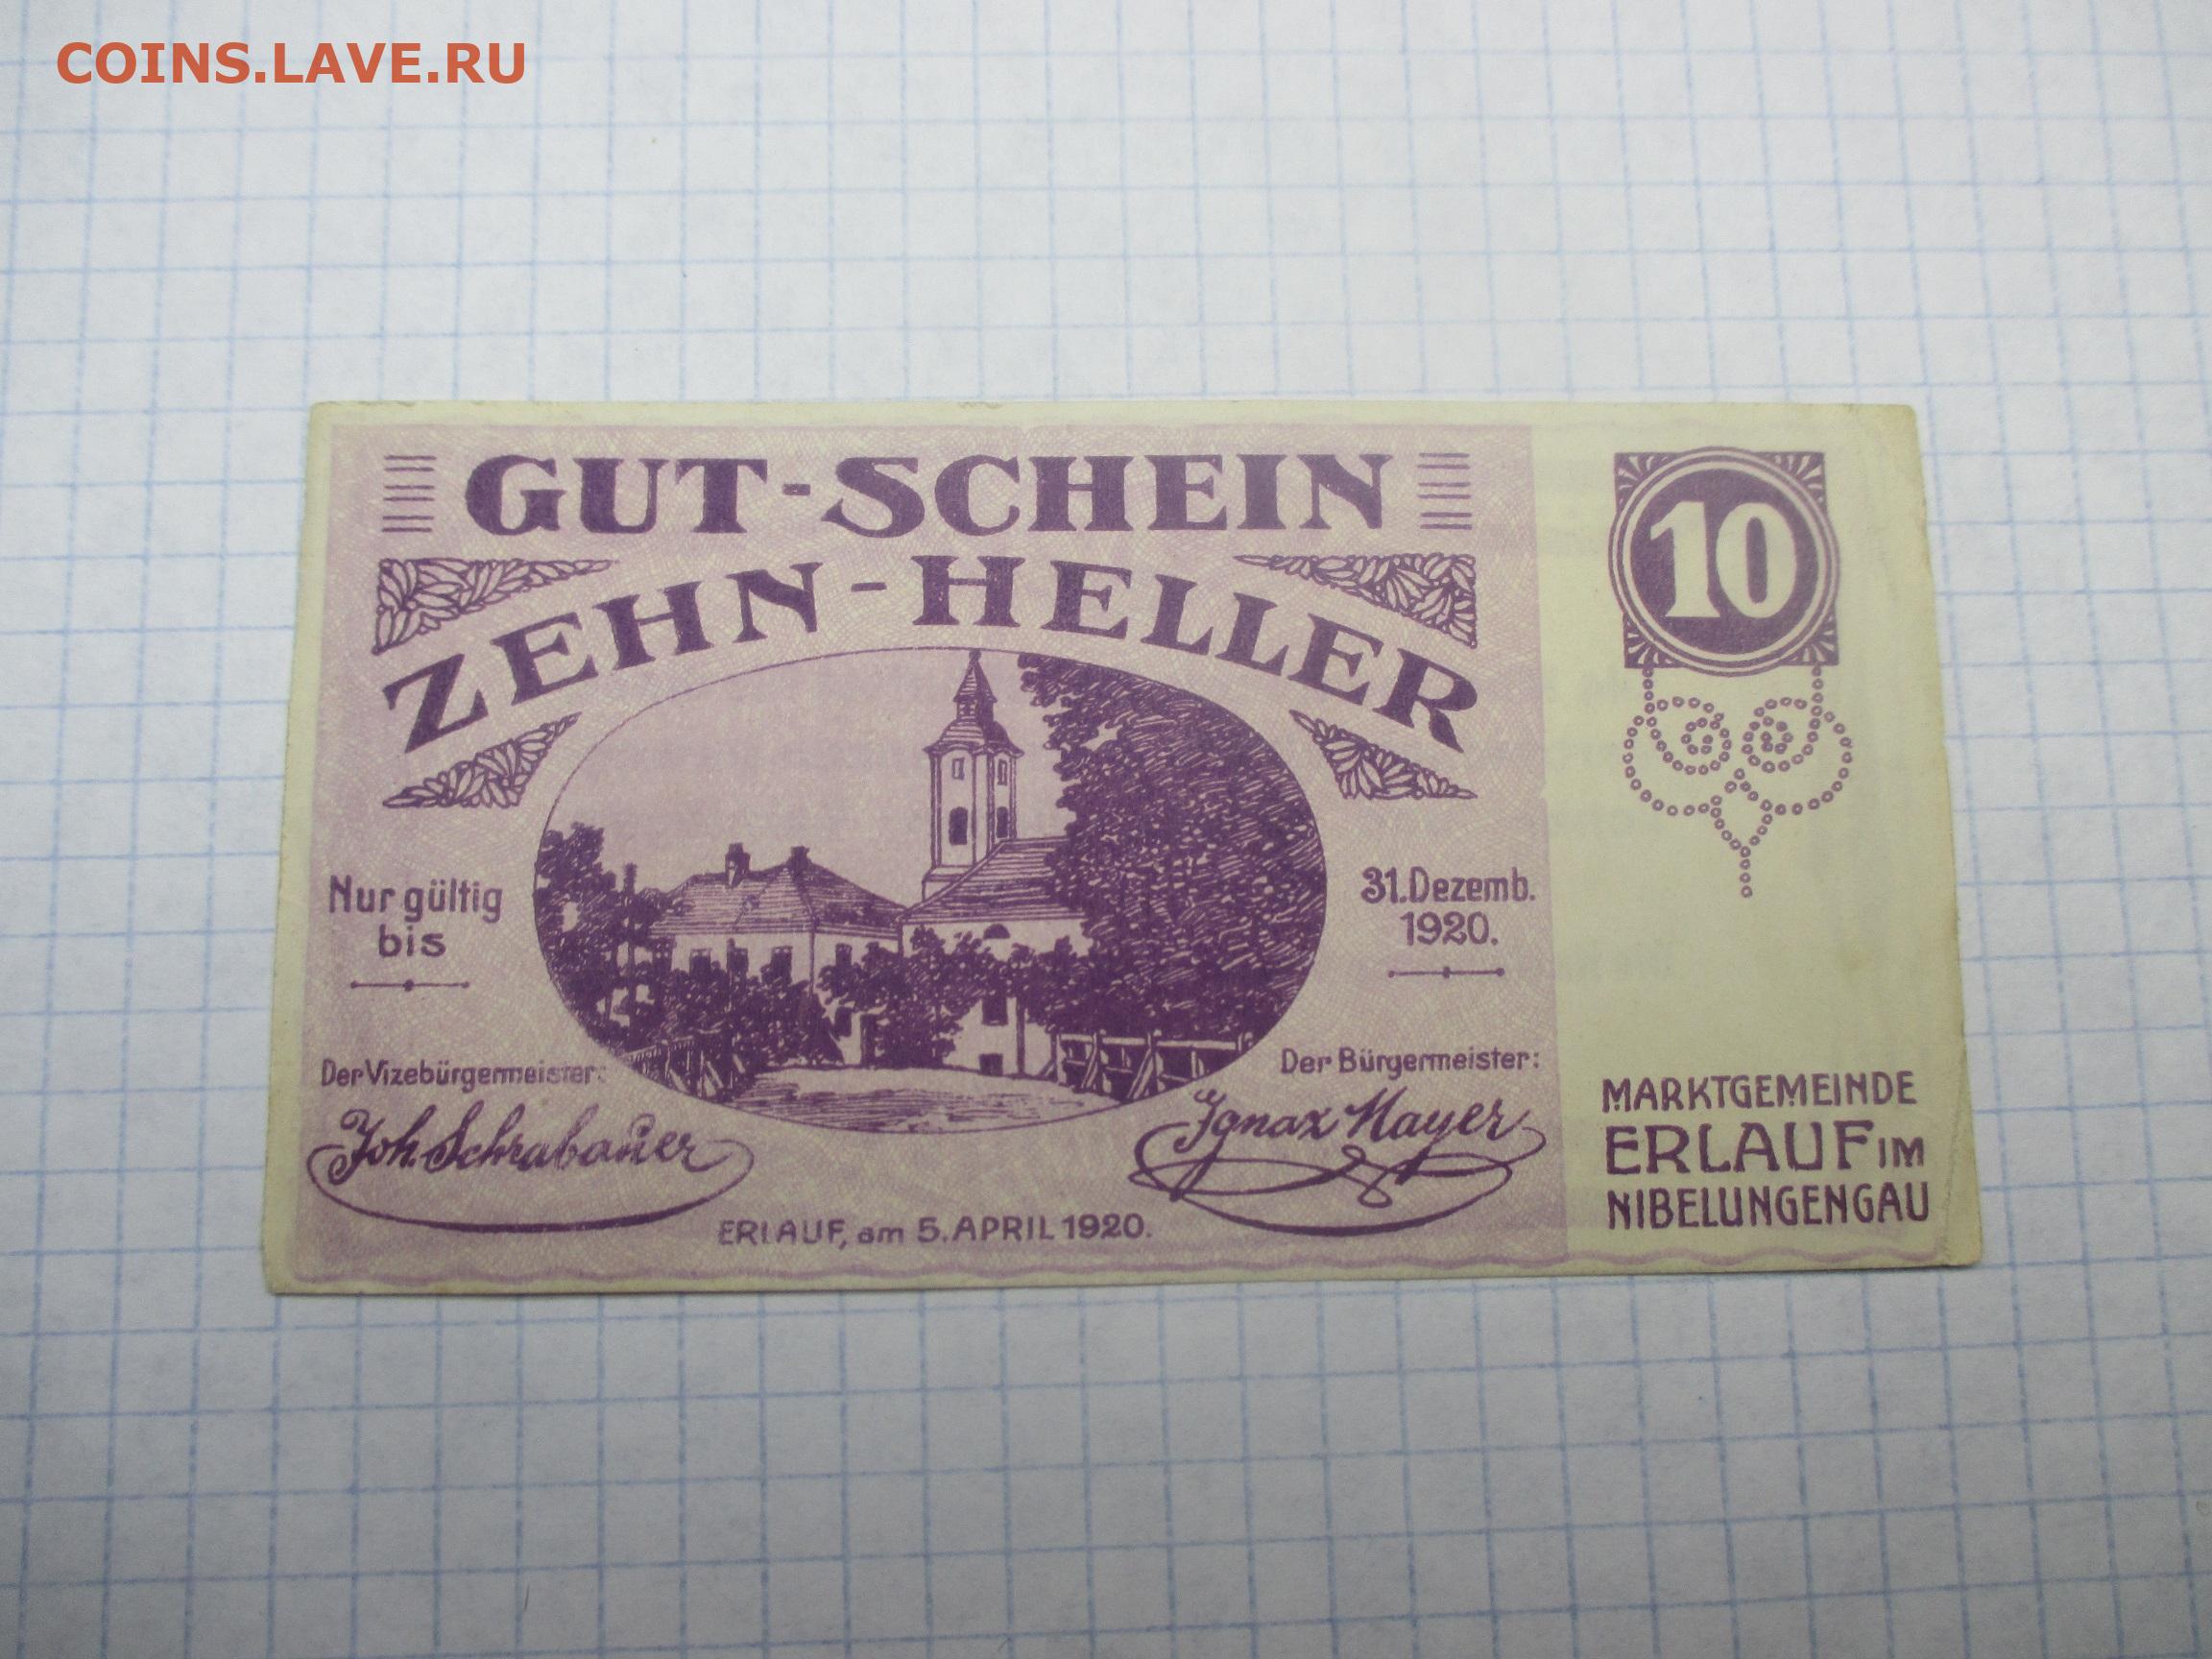 COINS.LAVE.RU
GUT-SCHEIN
ZEHN-HELLER
10
Nur gültig
bis
31.Dezemb.
1920.
Der Vizebürgermeister:
Joh. Schrabauer
Der Bürgermeister:
Ignaz Mayer
ERLAUF, am 5. APRIL 1920.
MARKTGEMEINDE
ERLAUF IM
NIBELUNGENGAU